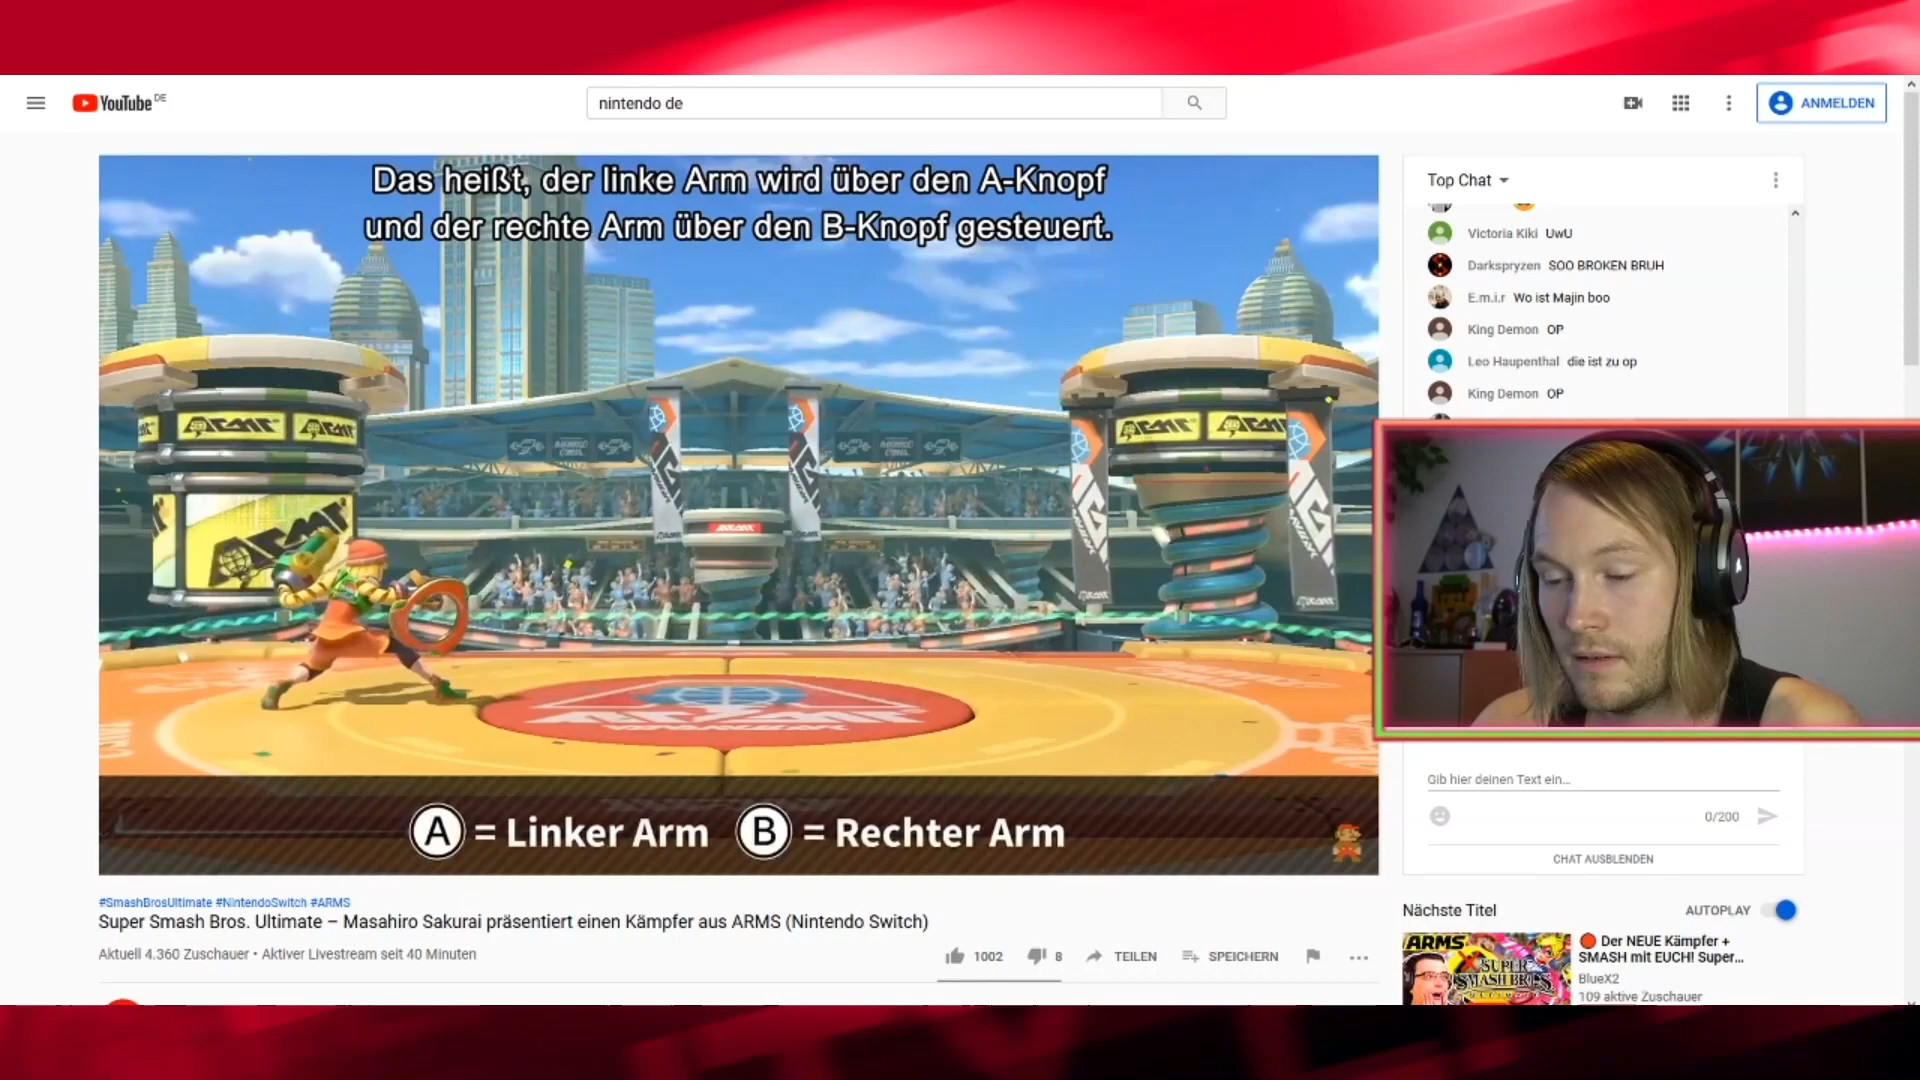 YouTube DE
nintendo de
ANMELDEN
Das heißt, der linke Arm wird über den A-Knopf
und der rechte Arm über den B-Knopf gesteuert.
A = Linker Arm B = Rechter Arm
#SmashBrosUltimate #NintendoSwitch #ARMS
Super Smash Bros. Ultimate – Masahiro Sakurai präsentiert einen Kämpfer aus ARMS (Nintendo Switch)
Aktuell 4.360 Zuschauer • Aktiver Livestream seit 40 Minuten
1002
8
TEILEN
SPEICHERN
Top Chat
Victoria Kiki UwU
Darkspryzen SOO BROKEN BRUH
E.m.i.r Wo ist Majin boo
King Demon OP
Leo Haupenthal die ist zu op
King Demon OP
Gib hier deinen Text ein...
0/200
CHAT AUSBLENDEN
Nächste Titel
AUTOPLAY
ARMS
SUPER
SMASH BROS.
Der NEUE Kämpfer +
SMASH mit EUCH! Super...
BlueX2
109 aktive Zuschauer